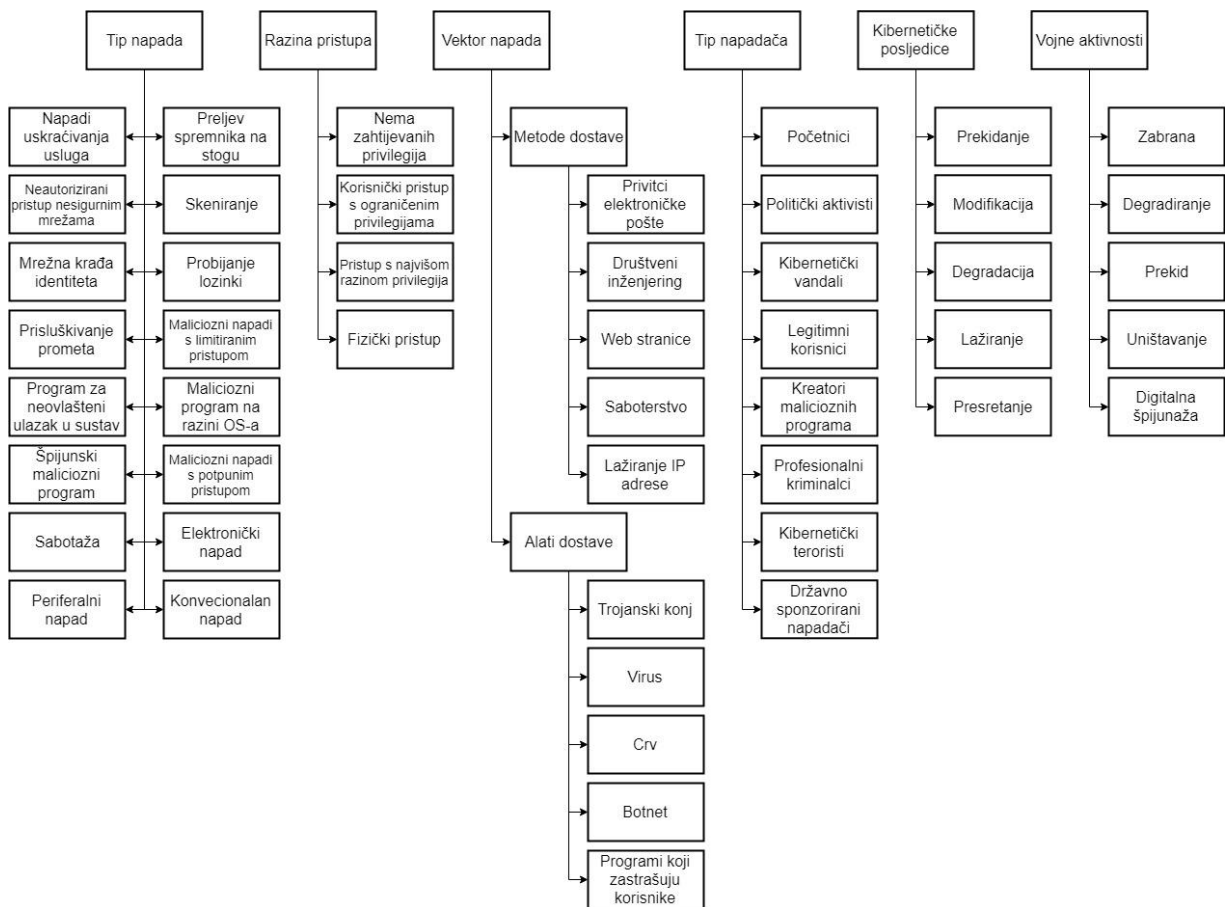 Tip napada
Napadi
uskraćivanja
usluga
Preljev
spremnika na
stogu
Neautorizirani
pristup nesigurnim
mrežama
Skeniranje
Mrežna krađa
identiteta
Probijanje
lozinki
Prisluškivanje
prometa
Maliciozni napadi
s limitiranim
pristupom
Program za
neovlašteni
ulazak u sustav
Maliciozni
program na
razini OS-a
Špijunski
maliciozni
program
Maliciozni napadi
s potpunim
pristupom
Sabotaža
Elektronički
napad
Periferalni
napad
Konvecionalan
napad
Razina pristupa
Nema
zahtijevanih
privilegija
Korisnički pristup
s ograničenim
privilegijama
Pristup s najvišom
razinom privilegija
Fizički pristup
Vektor napada
Metode dostave
Privitci
elektroničke
pošte
Društveni
inženjering
Web stranice
Saboterstvo
Lažiranje IP
adrese
Alati dostave
Trojanski konj
Virus
Crv
Botnet
Programi koji
zastrašuju
korisnike
Tip napadača
Početnici
Politički aktivisti
Kibernetički
vandali
Legitimni
korisnici
Kreatori
malicioznih
programa
Profesionalni
kriminalci
Kibernetički
teroristi
Državno
sponzorirani
napadači
Kibernetičke
posljedice
Prekidanje
Modifikacija
Degradacija
Lažiranje
Presretanje
Vojne aktivnosti
Zabrana
Degradiranje
Prekid
Uništavanje
Digitalna
špijunaža